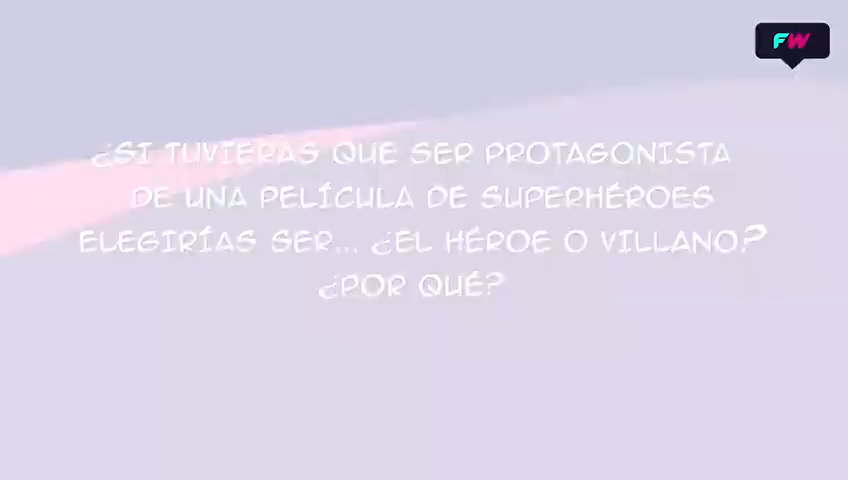 FW
¿SI TUVIERAS QUE SER PROTAGONISTA
DE UNA PELÍCULA DE SUPERHÉROES
ELEGIRÍAS SER... ¿EL HÉROE O VILLANO?
¿POR QUÉ?